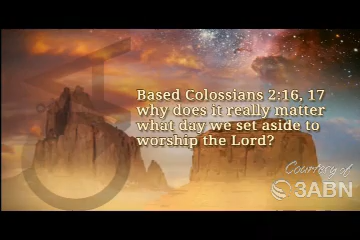 Based Colossians 2:16, 17
why does it really matter
what day we set aside to
worship the Lord?
Courtesy of
3ABN